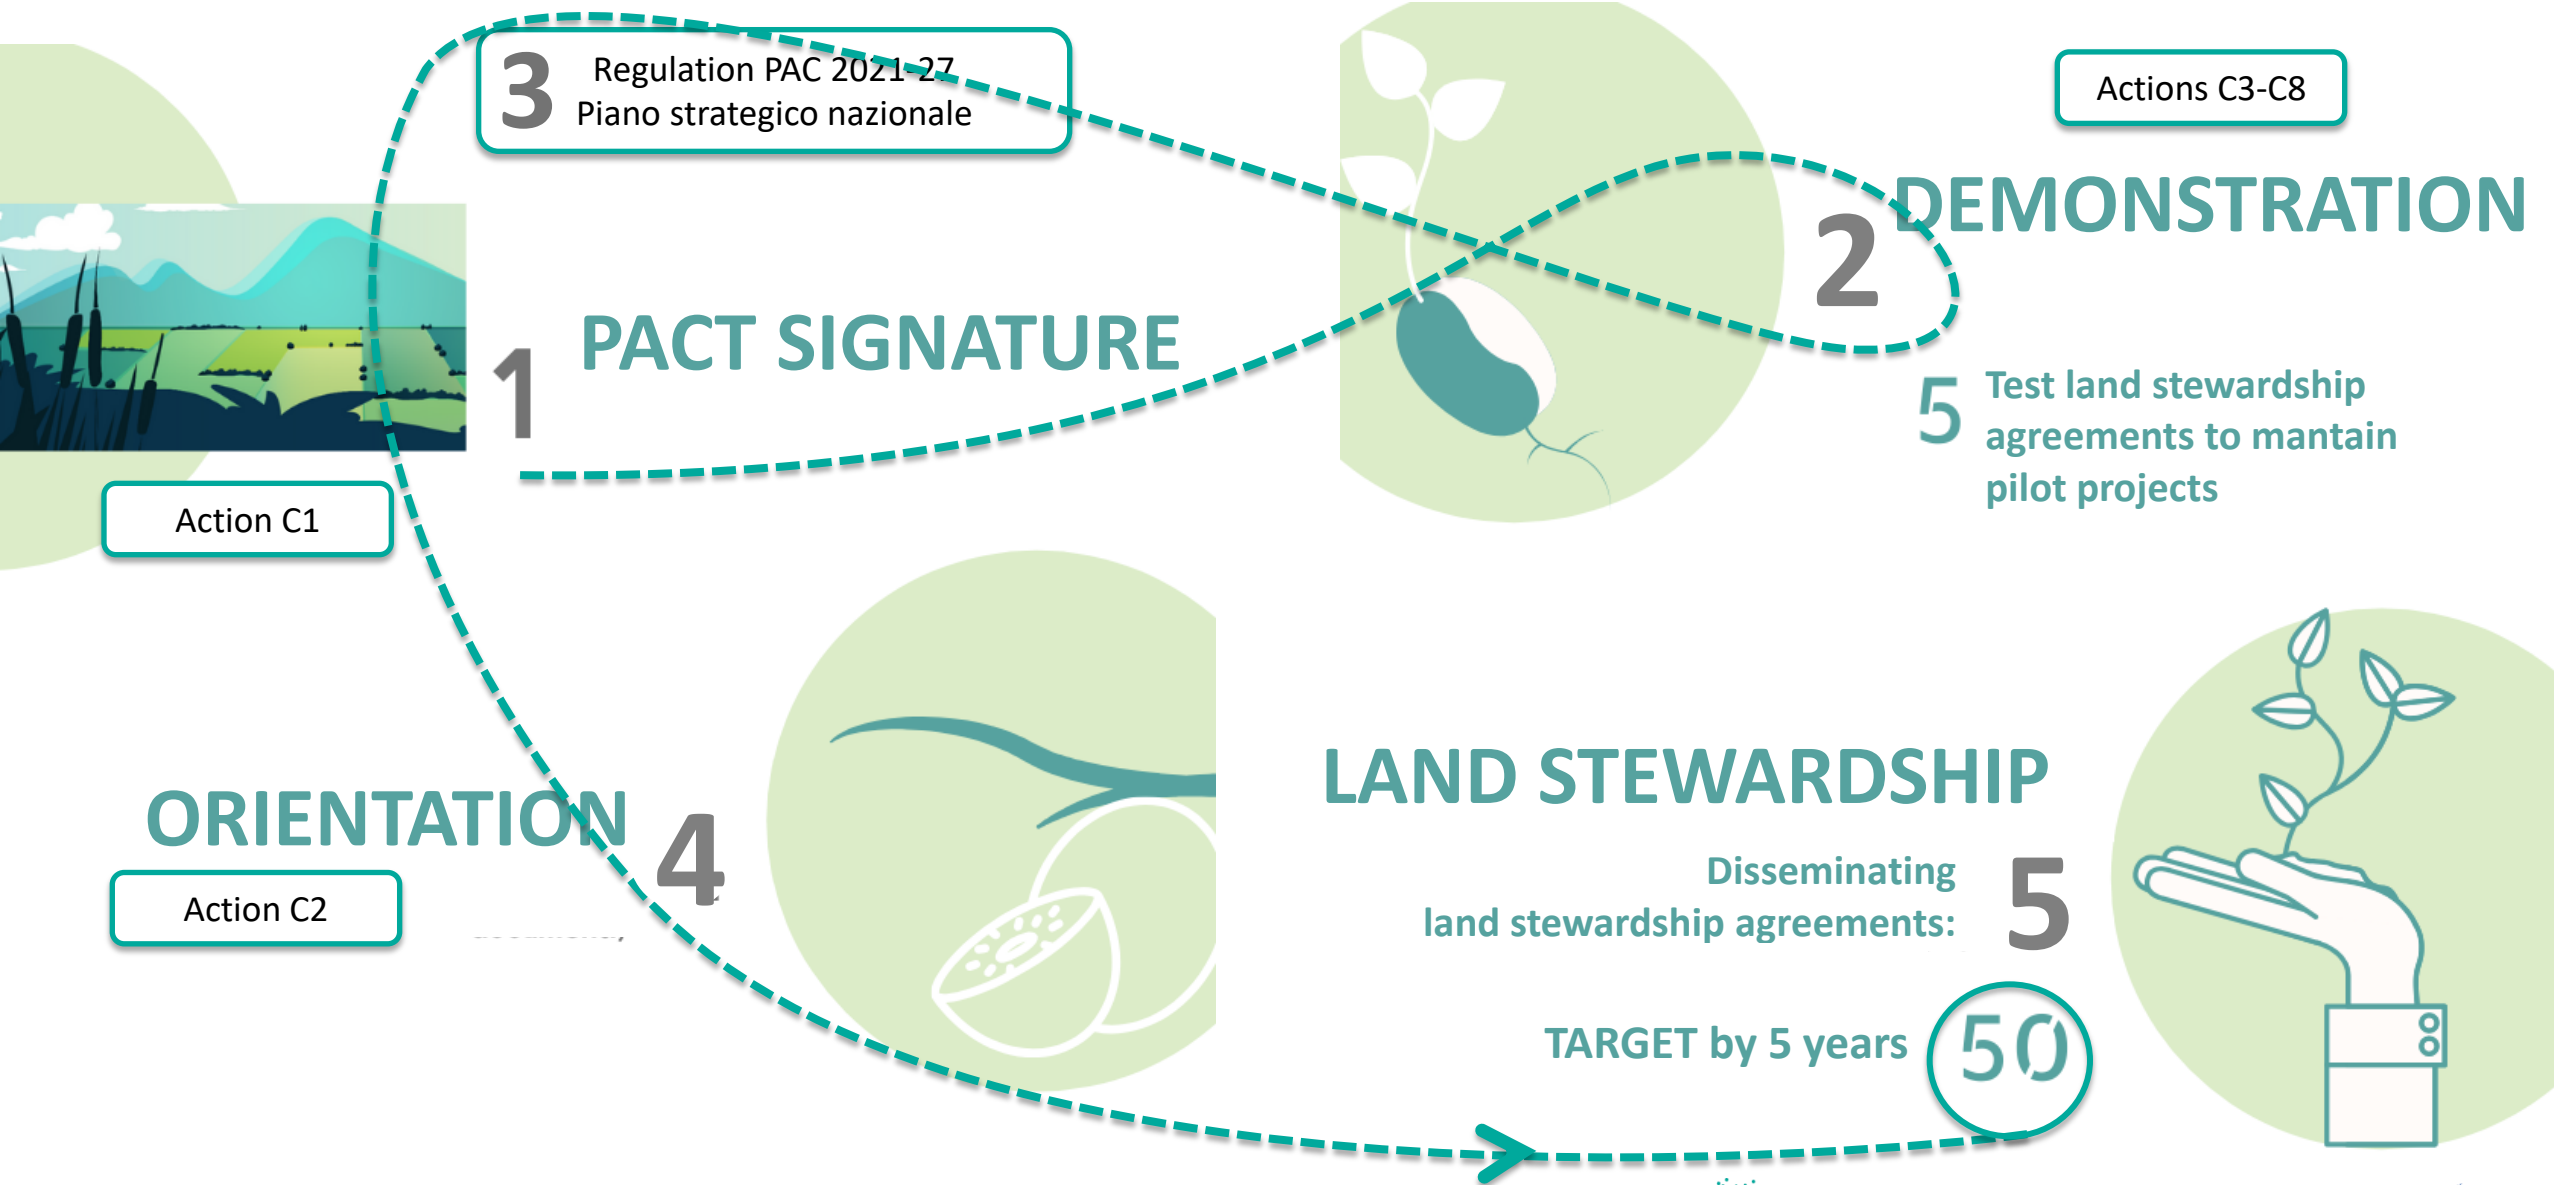 3
Regulation PAC 2021-27
Piano strategico nazionale
Actions C3-C8
2
DEMONSTRATION
1
PACT SIGNATURE
5
Test land stewardship
agreements to mantain
pilot projects
Action C1
ORIENTATION
4
Action C2
LAND STEWARDSHIP
Disseminating
land stewardship agreements:
5
TARGET by 5 years
50